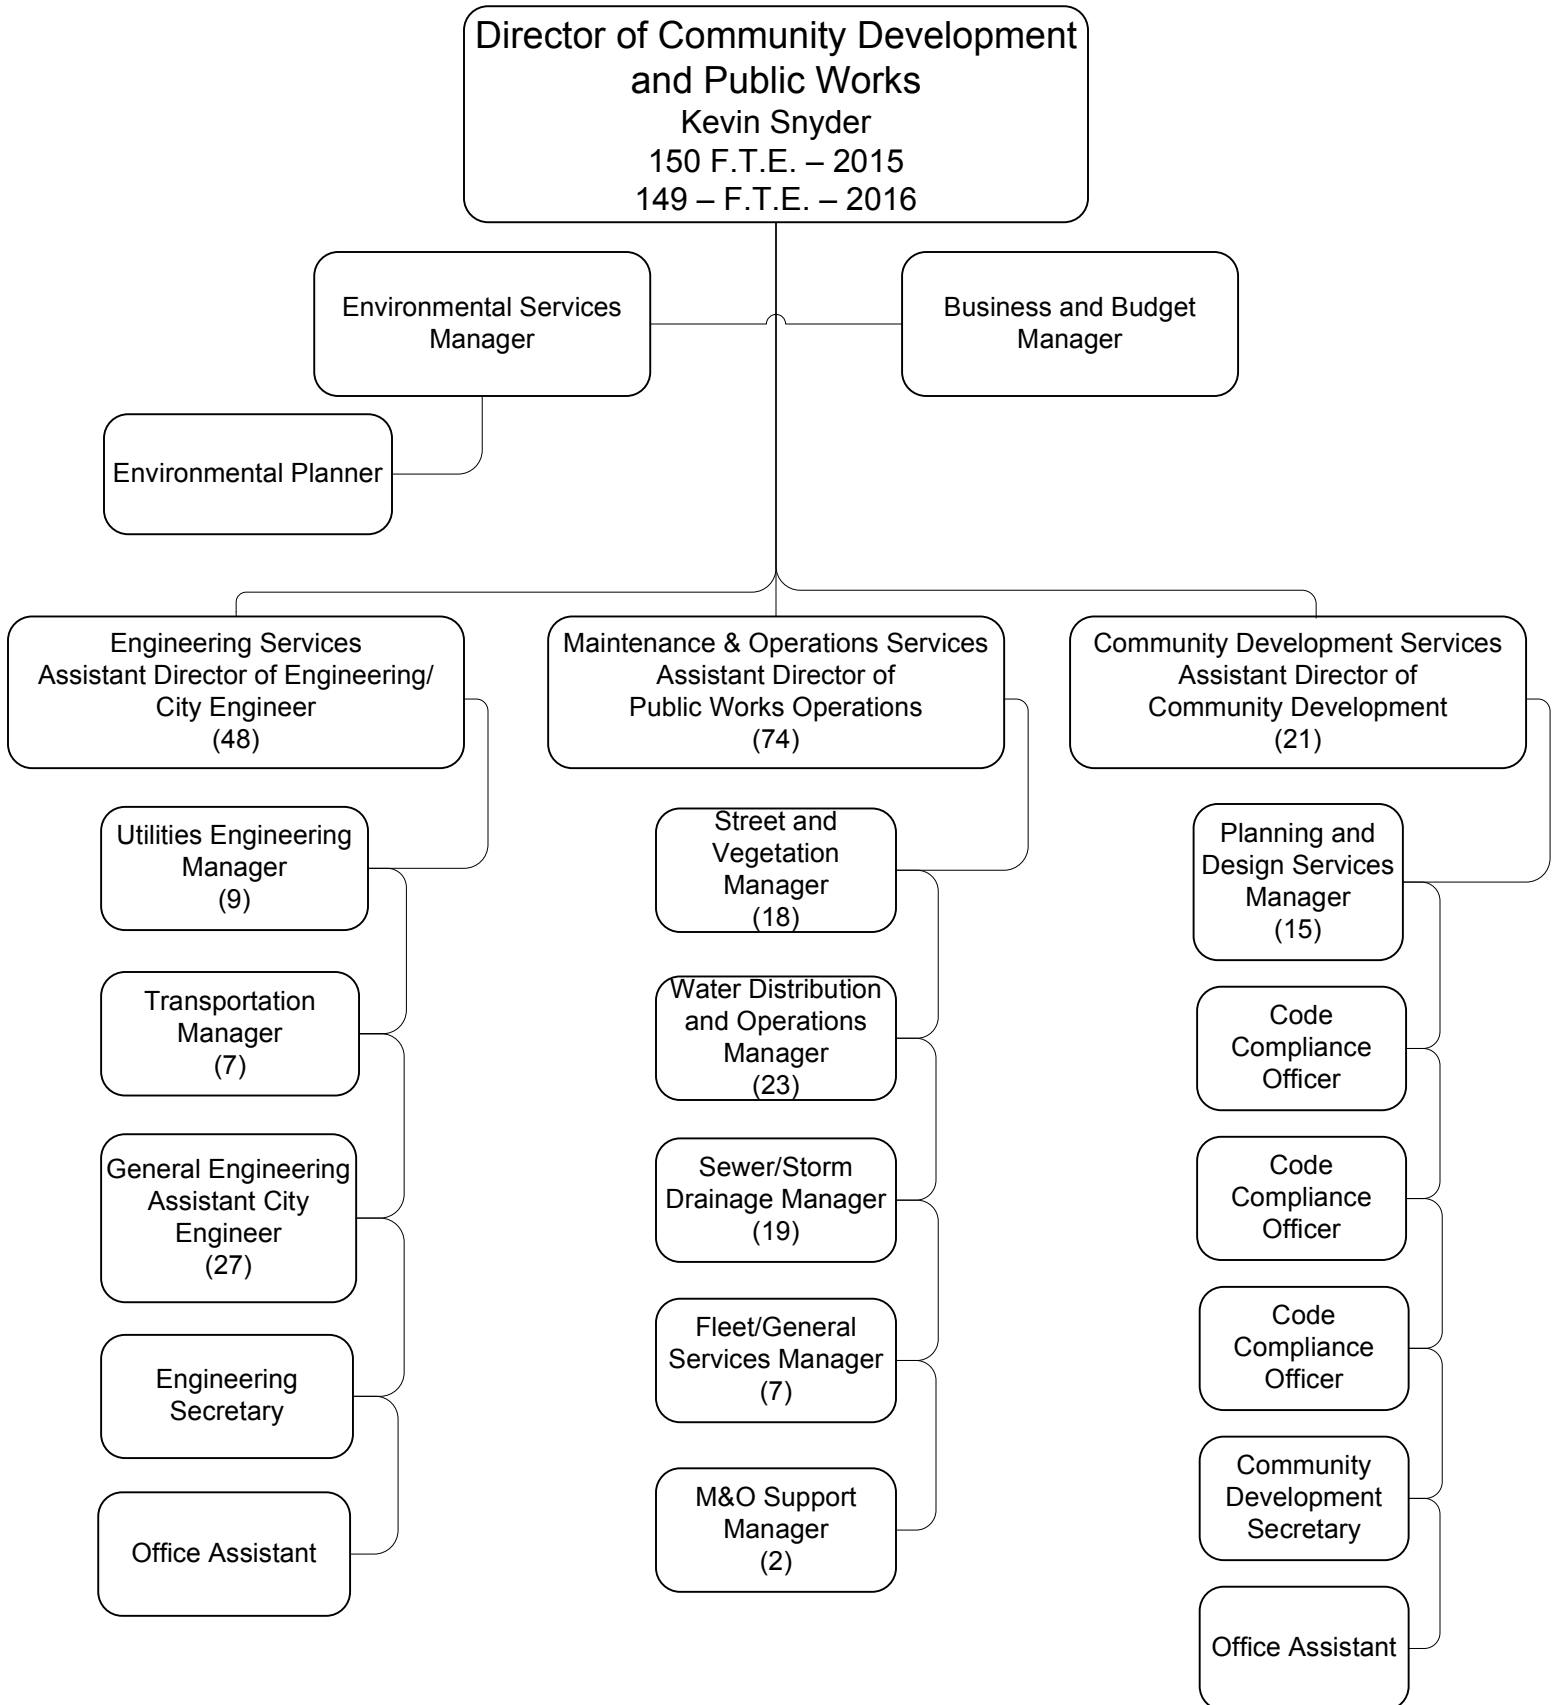 Director of Community Development
and Public Works
Kevin Snyder
150 F.T.E. – 2015
149 – F.T.E. – 2016
Environmental Services
Manager
Business and Budget
Manager
Environmental Planner
Engineering Services
Assistant Director of Engineering/
City Engineer
(48)
Maintenance & Operations Services
Assistant Director of
Public Works Operations
(74)
Community Development Services
Assistant Director of
Community Development
(21)
Utilities Engineering
Manager
(9)
Transportation
Manager
(7)
General Engineering
Assistant City
Engineer
(27)
Engineering
Secretary
Office Assistant
Street and
Vegetation
Manager
(18)
Water Distribution
and Operations
Manager
(23)
Sewer/Storm
Drainage Manager
(19)
Fleet/General
Services Manager
(7)
M&O Support
Manager
(2)
Planning and
Design Services
Manager
(15)
Code
Compliance
Officer
Code
Compliance
Officer
Code
Compliance
Officer
Community
Development
Secretary
Office Assistant